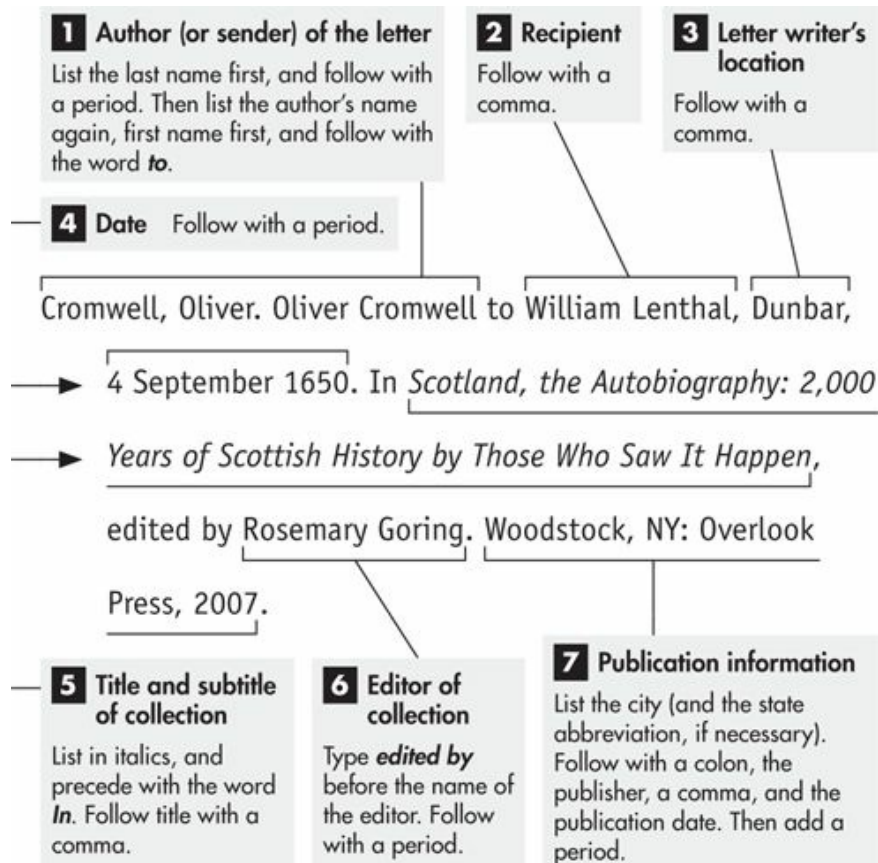 1 Author (or sender) of the letter
List the last name first, and follow with
a period. Then list the author's name
again, first name first, and follow with
the word to.
2 Recipient
Follow with a
comma.
3 Letter writer's
location
Follow with a
comma.
4 Date Follow with a period.
Cromwell, Oliver. Oliver Cromwell to William Lenthal, Dunbar,
4 September 1650. In Scotland, the Autobiography: 2,000
Years of Scottish History by Those Who Saw It Happen,
edited by Rosemary Goring. Woodstock, NY: Overlook
Press, 2007.
5 Title and subtitle
of collection
List in italics, and
precede with the word
In. Follow title with a
comma.
6 Editor of
collection
Type edited by
before the name of
the editor. Follow
with a period.
7 Publication information
List the city (and the state
abbreviation, if necessary).
Follow with a colon, the
publisher, a comma, and the
publication date. Then add a
period.